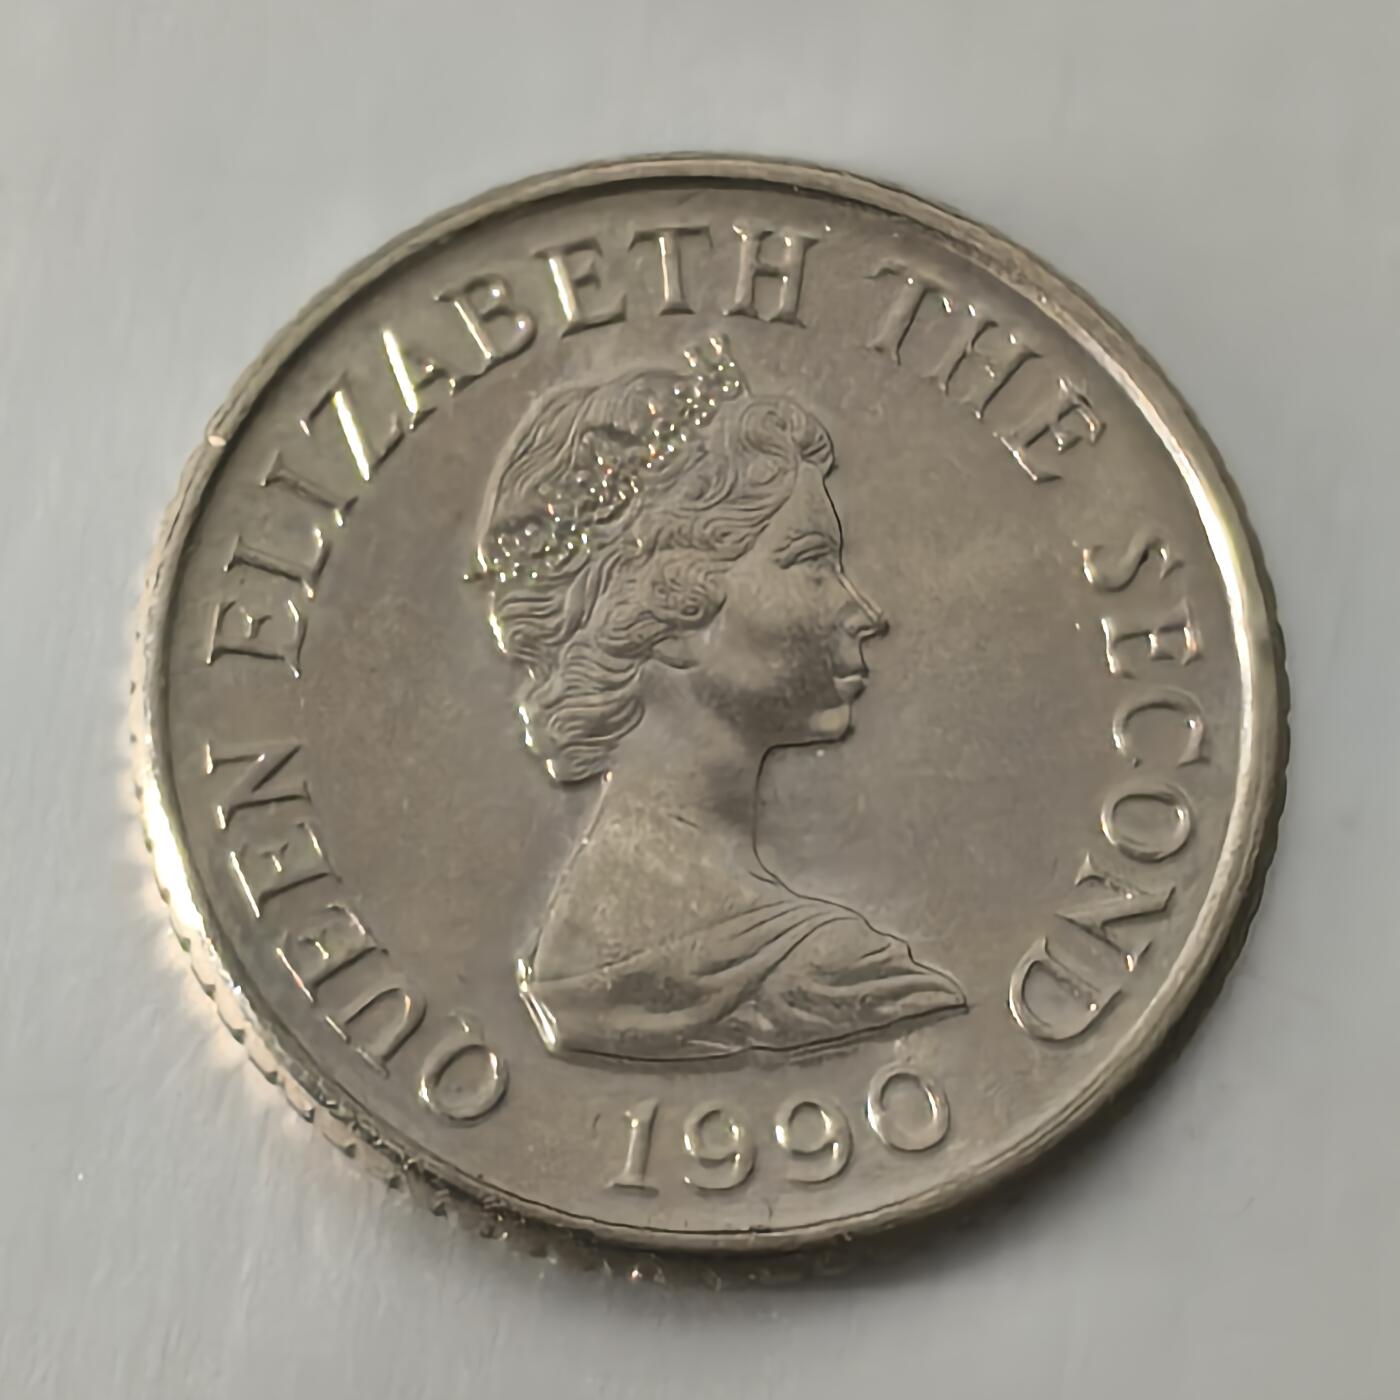 QUEEN ELIZABETH THE SECOND
1990